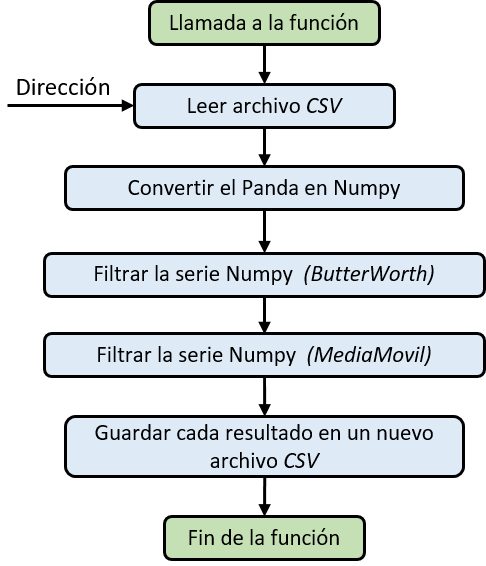 Llamada a la función
Dirección
Leer archivo CSV
Convertir el Panda en Numpy
Filtrar la serie Numpy (ButterWorth)
Filtrar la serie Numpy (MediaMovil)
Guardar cada resultado en un nuevo
archivo CSV
Fin de la función